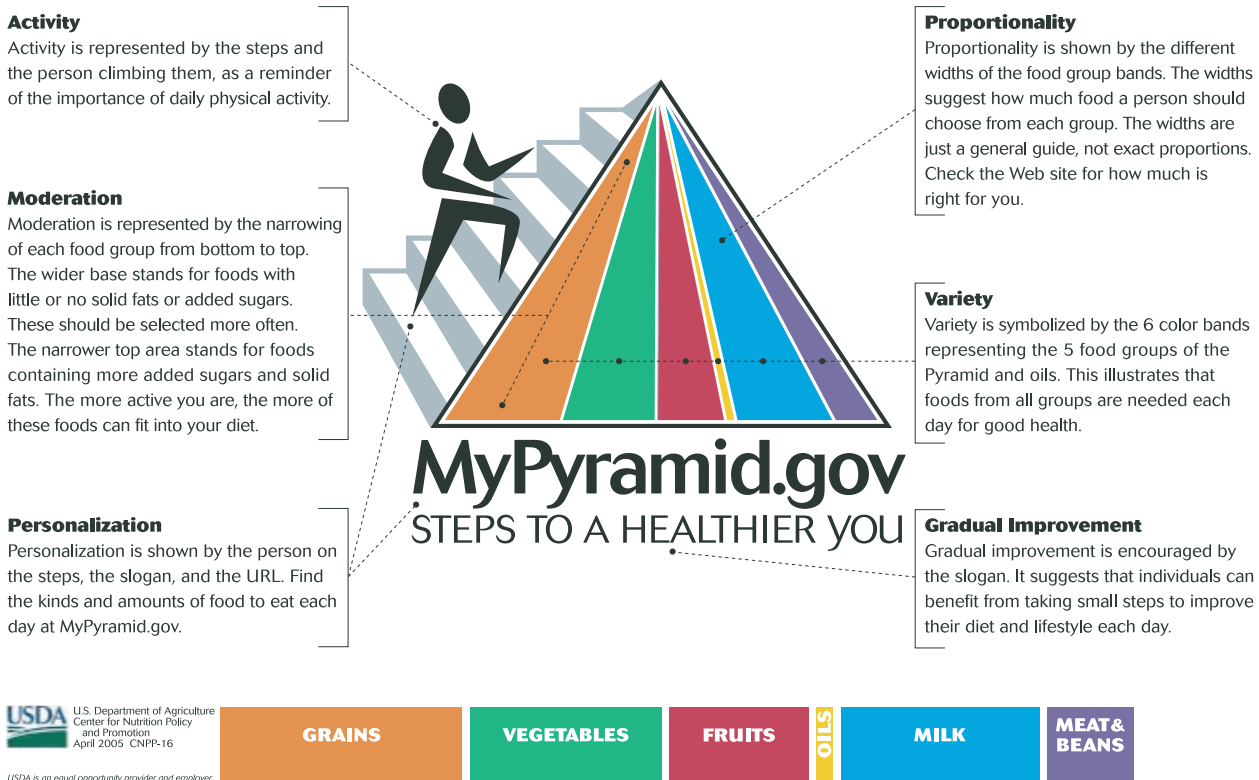 Activity
Activity is represented by the steps and
the person climbing them, as a reminder
of the importance of daily physical activity.
Moderation
Moderation is represented by the narrowing
of each food group from bottom to top.
The wider base stands for foods with
little or no solid fats or added sugars.
These should be selected more often.
The narrower top area stands for foods
containing more added sugars and solid
fats. The more active you are, the more of
these foods can fit into your diet.
Personalization
Personalization is shown by the person on
the steps, the slogan, and the URL. Find
the kinds and amounts of food to eat each
day at MyPyramid.gov.
MyPyramid.gov
STEPS TO A HEALTHIER YOU
Proportionality
Proportionality is shown by the different
widths of the food group bands. The widths
suggest how much food a person should
choose from each group. The widths are
just a general guide, not exact proportions.
Check the Web site for how much is
right for you.
Variety
Variety is symbolized by the 6 color bands
representing the 5 food groups of the
Pyramid and oils. This illustrates that
foods from all groups are needed each
day for good health.
Gradual Improvement
Gradual improvement is encouraged by
the slogan. It suggests that individuals can
benefit from taking small steps to improve
their diet and lifestyle each day.
USDA
U.S. Department of Agriculture
Center for Nutrition Policy
and Promotion
April 2005 CNPP-16
USDA is an equal opportunity provider and employer.
GRAINS
VEGETABLES
FRUITS
OILS
MILK
MEAT&
BEANS